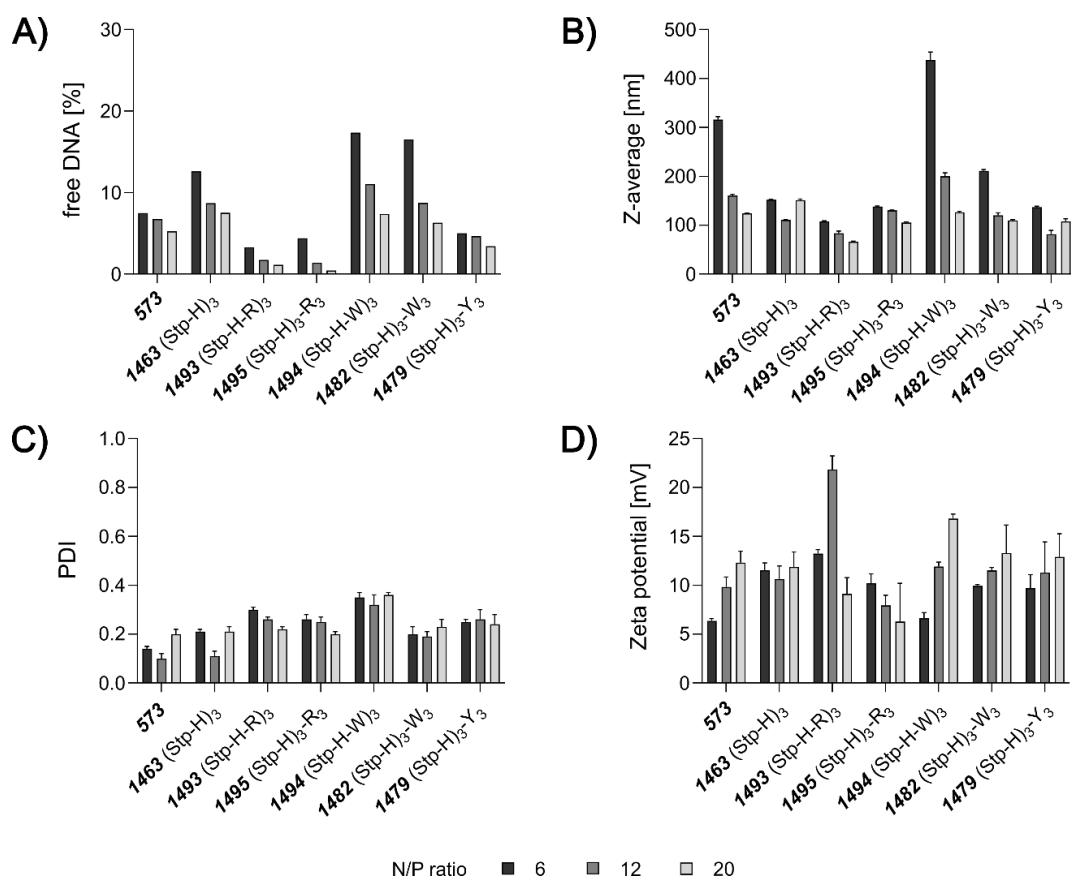 A)
30
20
10
0
free DNA [%]
573
1463 (Stp-H)3
1493 (Stp-H-R)3
1495 (Stp-H)3-R3
1494 (Stp-H-W)3
1482 (Stp-H)3-W3
1479 (Stp-H)3-Y3
B)
500
400
300
200
100
0
Z-average [nm]
573
1463 (Stp-H)3
1493 (Stp-H-R)3
1495 (Stp-H)3-R3
1494 (Stp-H-W)3
1482 (Stp-H)3-W3
1479 (Stp-H)3-Y3
C)
1.0
0.8
0.6
0.4
0.2
0.0
PDI
573
1463 (Stp-H)3
1493 (Stp-H-R)3
1495 (Stp-H)3-R3
1494 (Stp-H-W)3
1482 (Stp-H)3-W3
1479 (Stp-H)3-Y3
D)
25
20
15
10
5
0
Zeta potential [mV]
573
1463 (Stp-H)3
1493 (Stp-H-R)3
1495 (Stp-H)3-R3
1494 (Stp-H-W)3
1482 (Stp-H)3-W3
1479 (Stp-H)3-Y3
N/P ratio 6 12 20